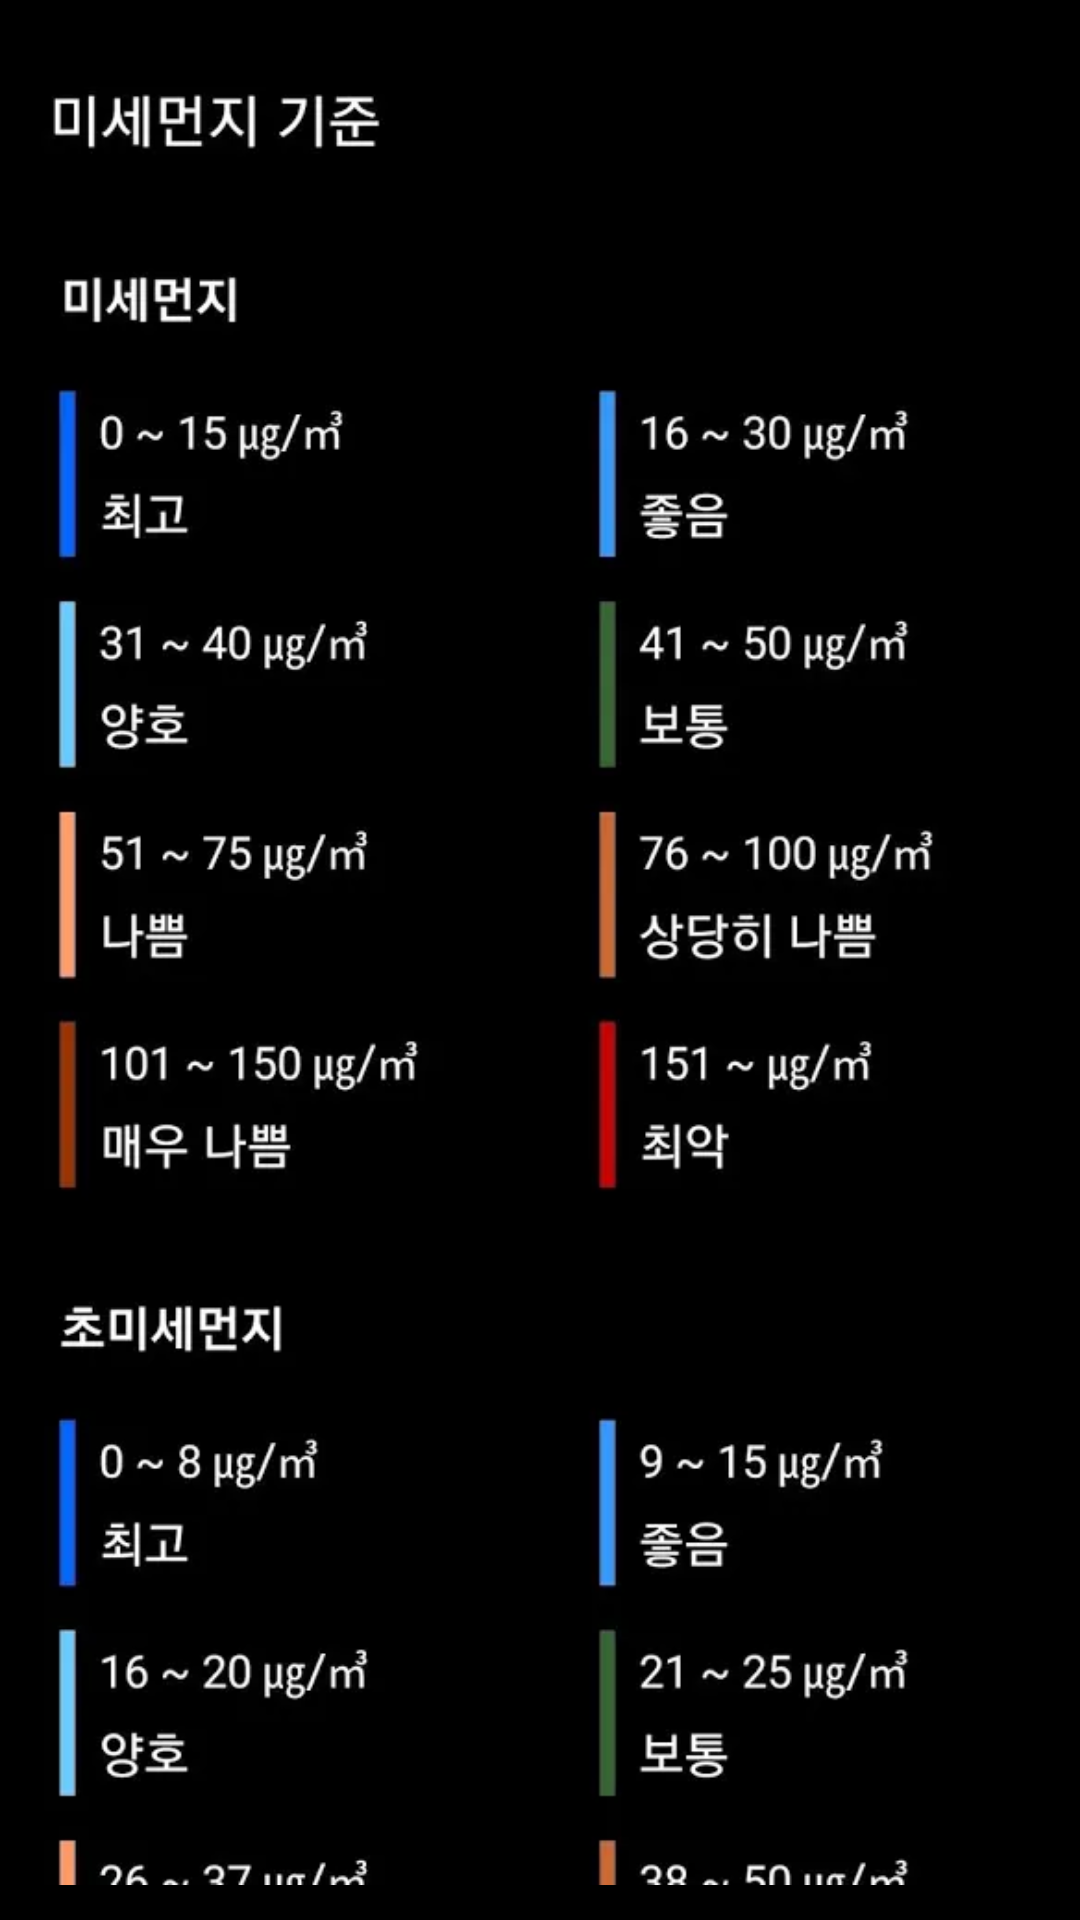 미세먼지 기준
미세먼지
0 ~ 15 μg/㎥
최고
16 ~ 30 μg/㎥
좋음
31 ~ 40 μg/㎥
양호
41 ~ 50 μg/㎥
보통
51 ~ 75 μg/㎥
나쁨
76 ~ 100 μg/㎥
상당히 나쁨
101 ~ 150 μg/㎥
매우 나쁨
151 ~ μg/㎥
최악
초미세먼지
0 ~ 8 μg/㎥
최고
9 ~ 15 μg/㎥
좋음
16 ~ 20 μg/㎥
양호
21 ~ 25 μg/㎥
보통
26 ~ 37 μg/㎥
38 ~ 50 μg/㎥